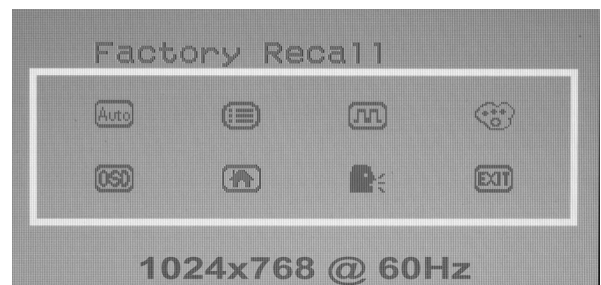 Factory Recall
Auto
OSD
EXIT
1024x768 @ 60Hz